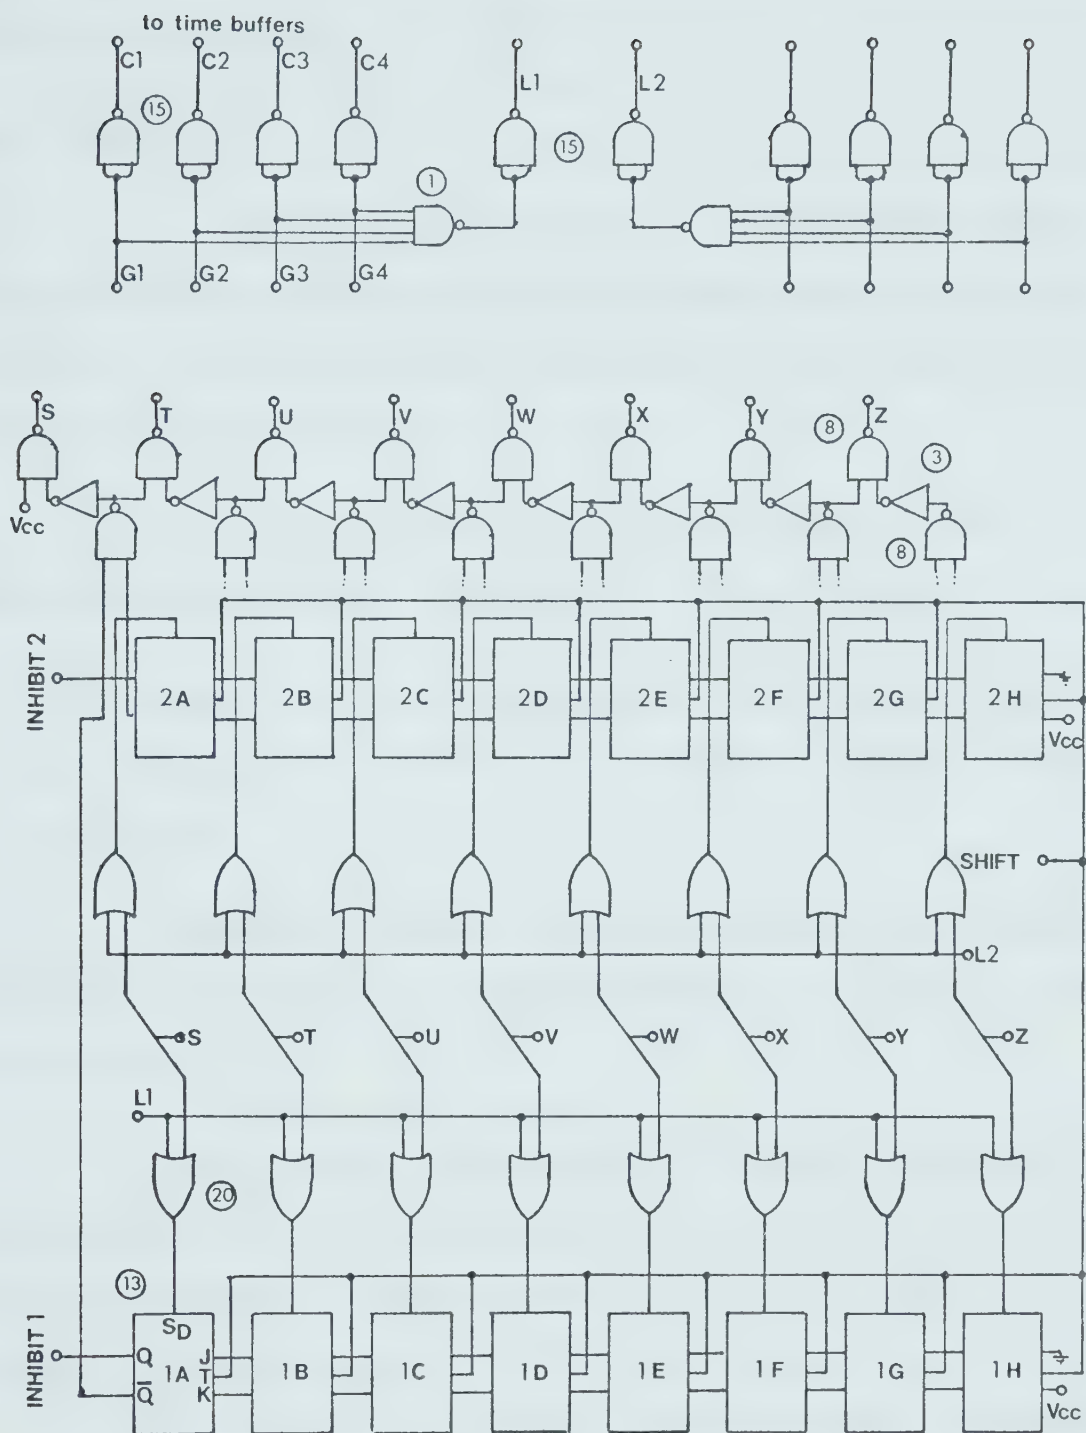 to time buffers
C1 C2 C3 C4 L1 L2
15 15
1
G1 G2 G3 G4
S T U V W X Y Z
8 3
Vcc
8
INHIBIT 2
2A 2B 2C 2D 2E 2F 2G 2H
Vcc
SHIFT
L2
S T U V W X Y Z
L1
20
13
INHIBIT 1
SD
Q J
1A T
Q̅ K
1B 1C 1D 1E 1F 1G 1H
Vcc